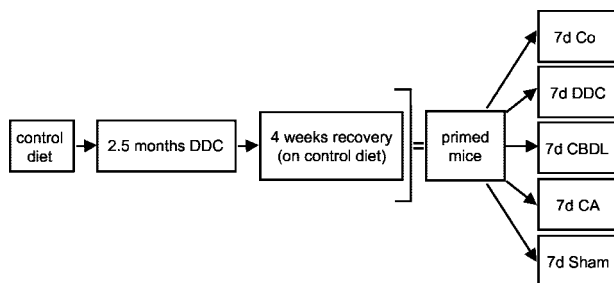 control
diet
2.5 months DDC
4 weeks recovery
(on control diet)
=
primed
mice
7d Co
7d DDC
7d CBDL
7d CA
7d Sham